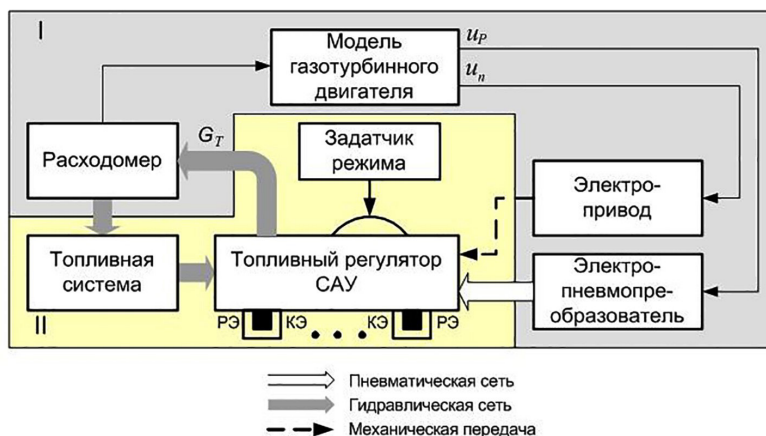 I
Модель
газотурбинного
двигателя
u_P
u_n
Расходомер
G_T
Задатчик
режима
Электро-
привод
Топливная
система
Топливный регулятор
САУ
Электро-
пневмопре-
образователь
II
РЭ КЭ • • • КЭ РЭ
Пневматическая сеть
Гидравлическая сеть
Механическая передача